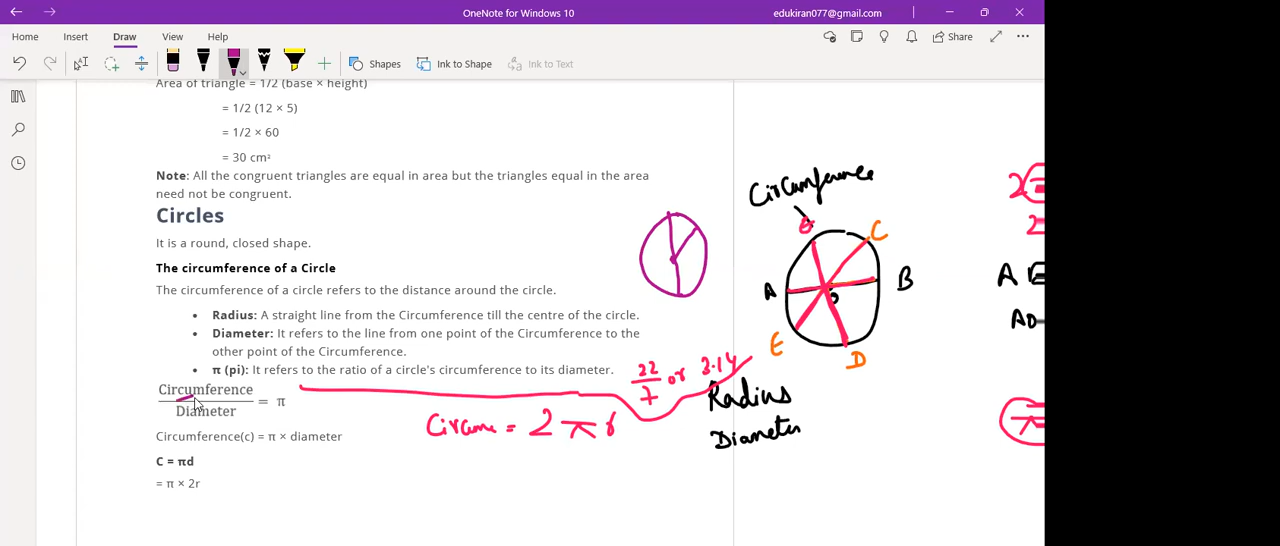 OneNote for Windows 10
edukiran077@gmail.com
Home Insert Draw View Help
Share
Shapes
Ink to Shape
Ink to Text
Area of triangle = 1/2 (base × height)
= 1/2 (12 × 5)
= 1/2 × 60
= 30 cm²
Note: All the congruent triangles are equal in area but the triangles equal in the area
need not be congruent.
Circles
It is a round, closed shape.
The circumference of a Circle
The circumference of a circle refers to the distance around the circle.
• Radius: A straight line from the Circumference till the centre of the circle.
• Diameter: It refers to the line from one point of the Circumference to the
other point of the Circumference.
• π (pi): It refers to the ratio of a circle's circumference to its diameter.
Circumference
Diameter
= π
Circumference(c) = π × diameter
C = πd
= π × 2r
22
7
or 3.14
Circum = 2πr
Circumference
C
A
B
E
D
Radius
Diameter
2
2
A
AO
π